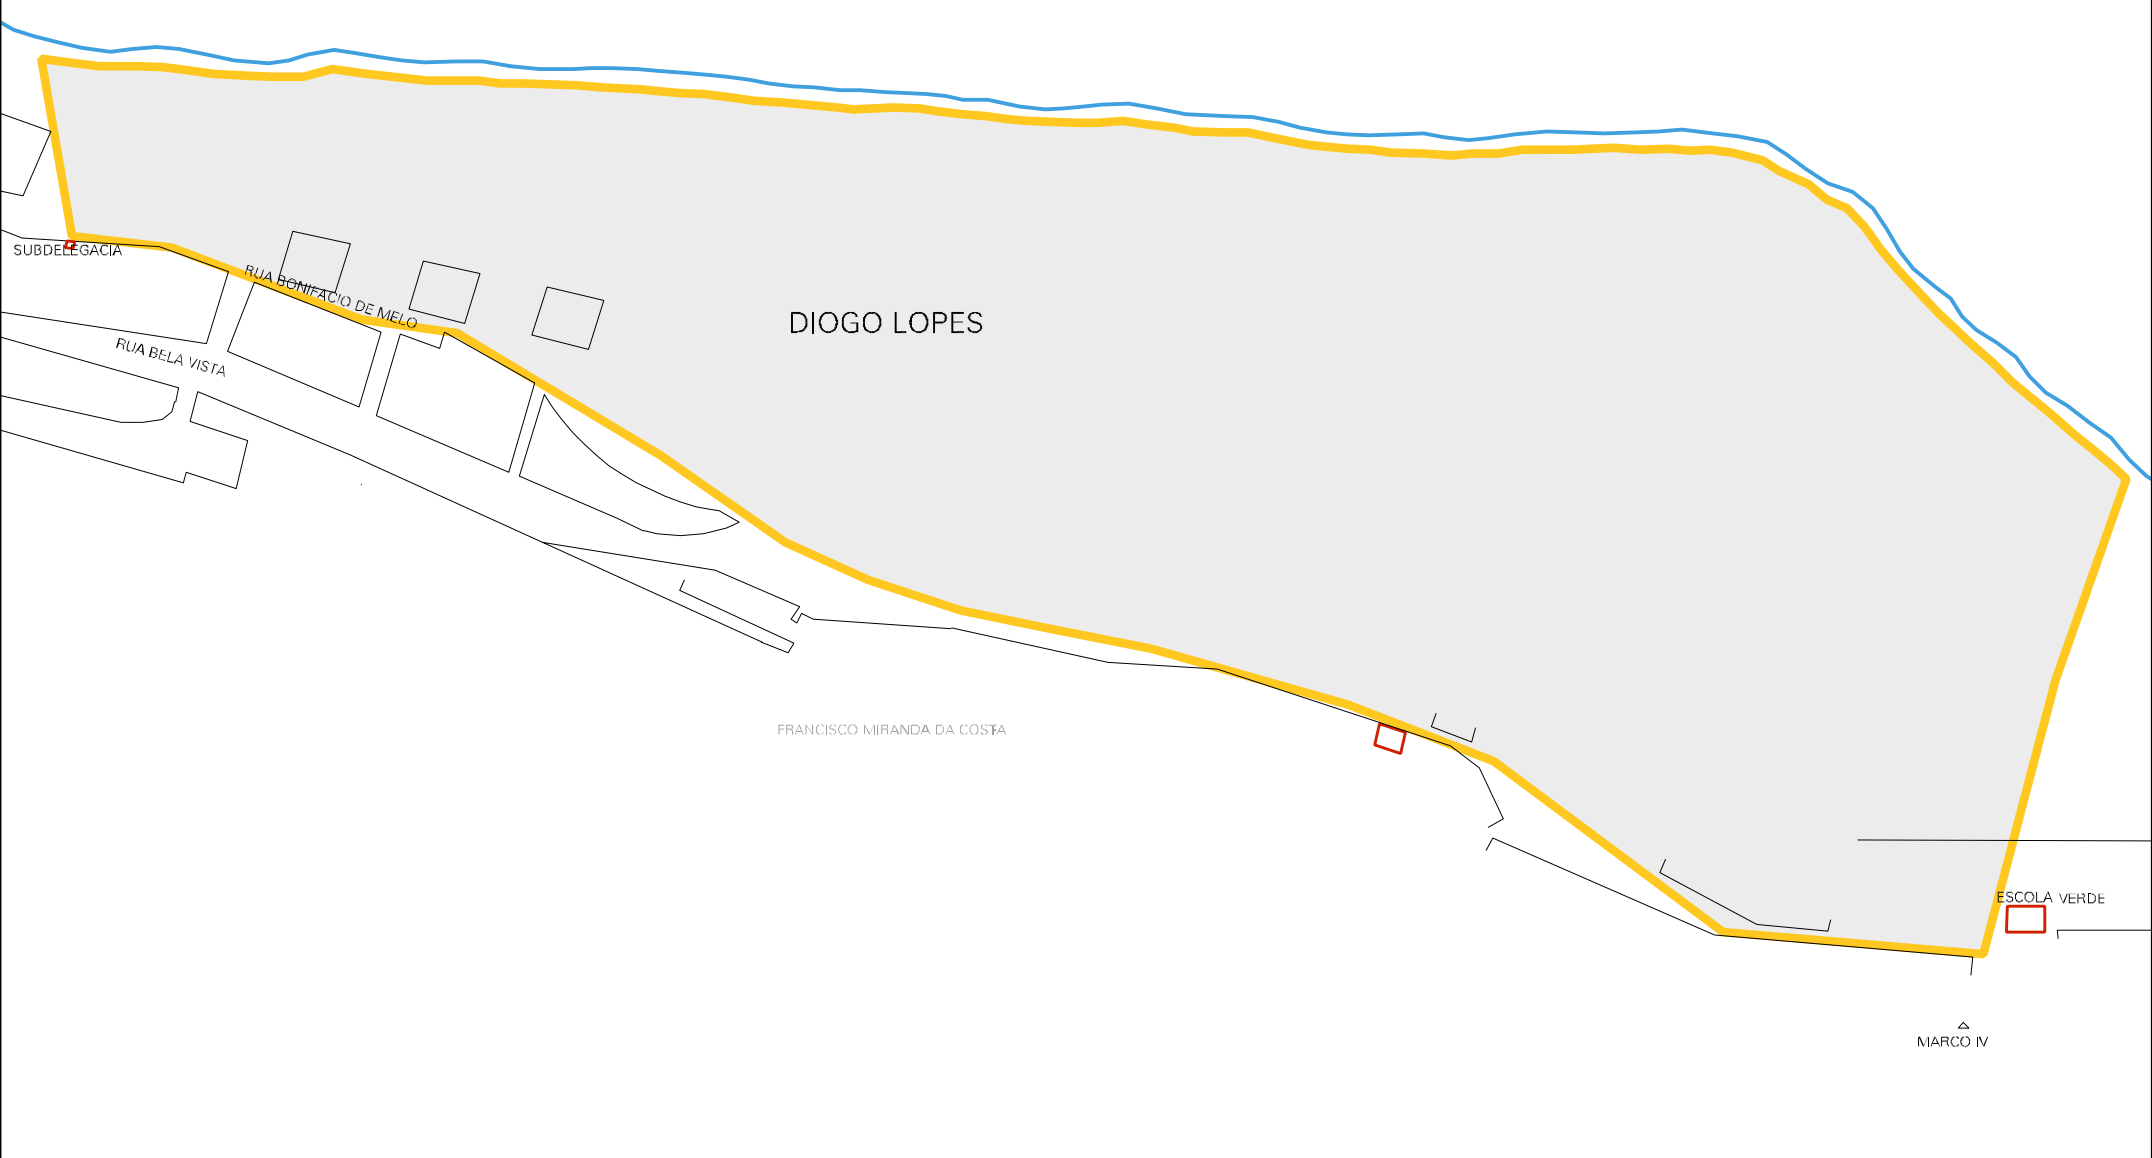 SUBDELEGACIA
RUA BONIFACIO DE MELO
DIOGO LOPES
RUA BELA VISTA
FRANCISCO MIRANDA DA COSTA
ESCOLA VERDE
MARCO IV